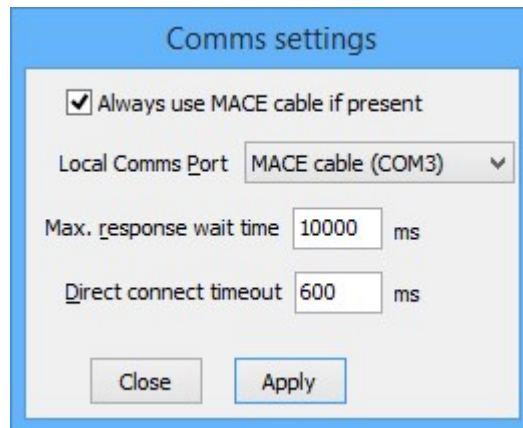 Comms settings
Always use MACE cable if present
Local Comms Port MACE cable (COM3)
Max. response wait time 10000 ms
Direct connect timeout 600 ms
Close Apply